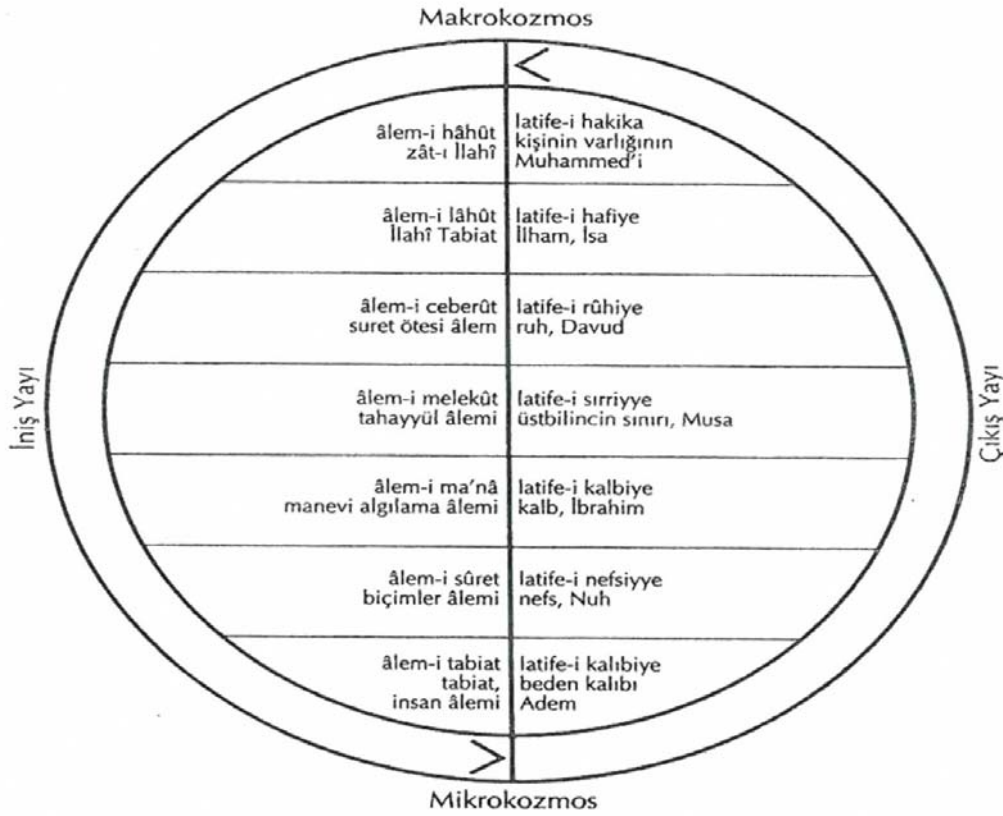 Makrokozmos
âlem-i hâhût
zât-ı İlahî
latife-i hakika
kişinin varlığının
Muhammed'i
âlem-i lâhût
İlahî Tabiat
latife-i hafiye
İlham, İsa
âlem-i ceberût
suret ötesi âlem
latife-i rûhiye
ruh, Davud
İniş Yayı
âlem-i melekût
tahayyül âlemi
latife-i sırriyye
üstbilincin sınırı, Musa
Çıkış Yayı
âlem-i ma'nâ
manevi algılama âlemi
latife-i kalbiye
kalb, İbrahim
âlem-i sûret
biçimler âlemi
latife-i nefsiyye
nefs, Nuh
âlem-i tabiat
tabiat,
insan âlemi
latife-i kalıbiye
beden kalıbı
Adem
Mikrokozmos